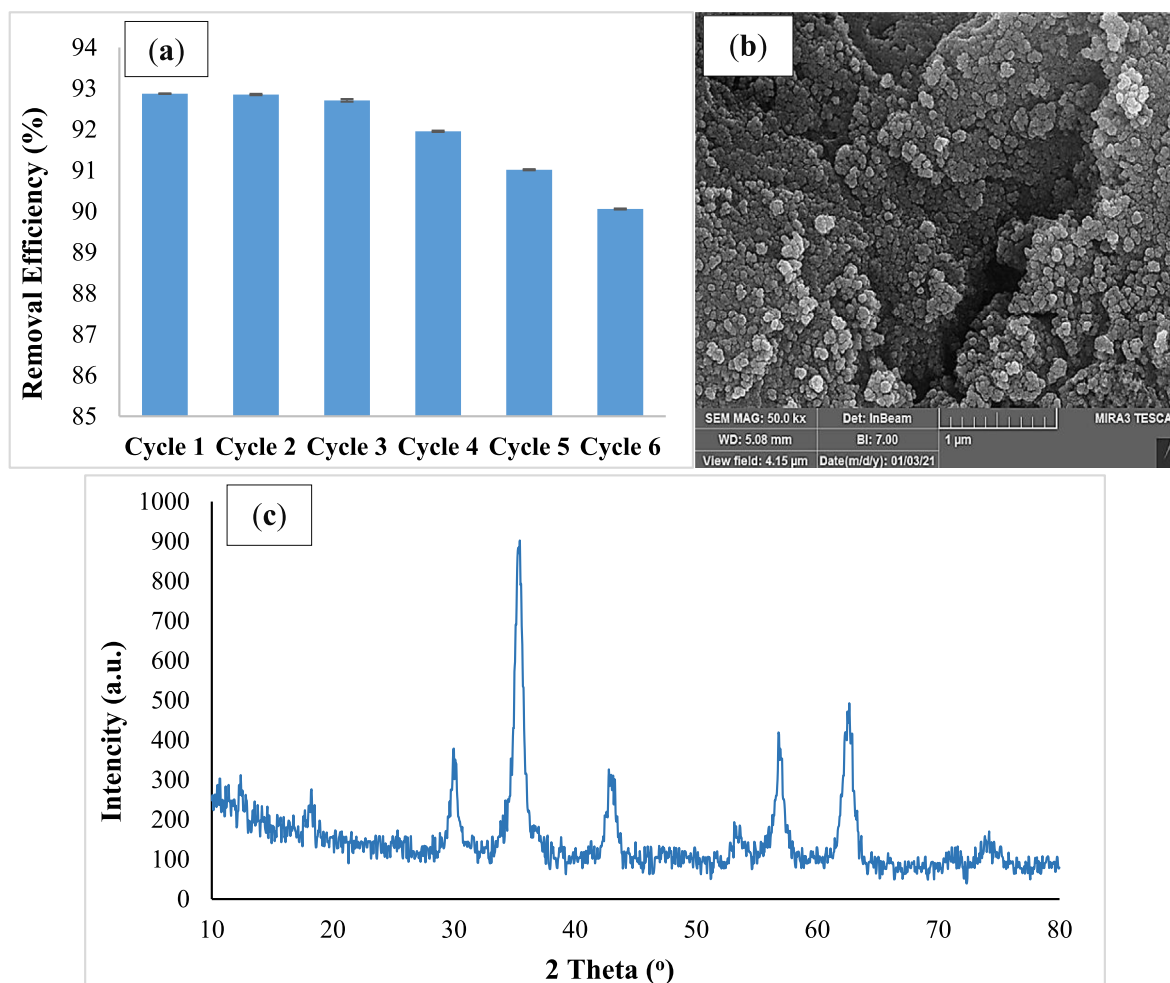 (a)
Removal Efficiency (%)
94
93
92
91
90
89
88
87
86
85
Cycle 1 Cycle 2 Cycle 3 Cycle 4 Cycle 5 Cycle 6
(b)
SEM MAG: 50.0 kx Det: InBeam MIRA3 TESCA
WD: 5.08 mm BI: 7.00 1 µm
View field: 4.15 µm Date(m/d/y): 01/03/21
(c)
Intencity (a.u.)
1000
900
800
700
600
500
400
300
200
100
0
10 20 30 40 50 60 70 80
2 Theta (º)